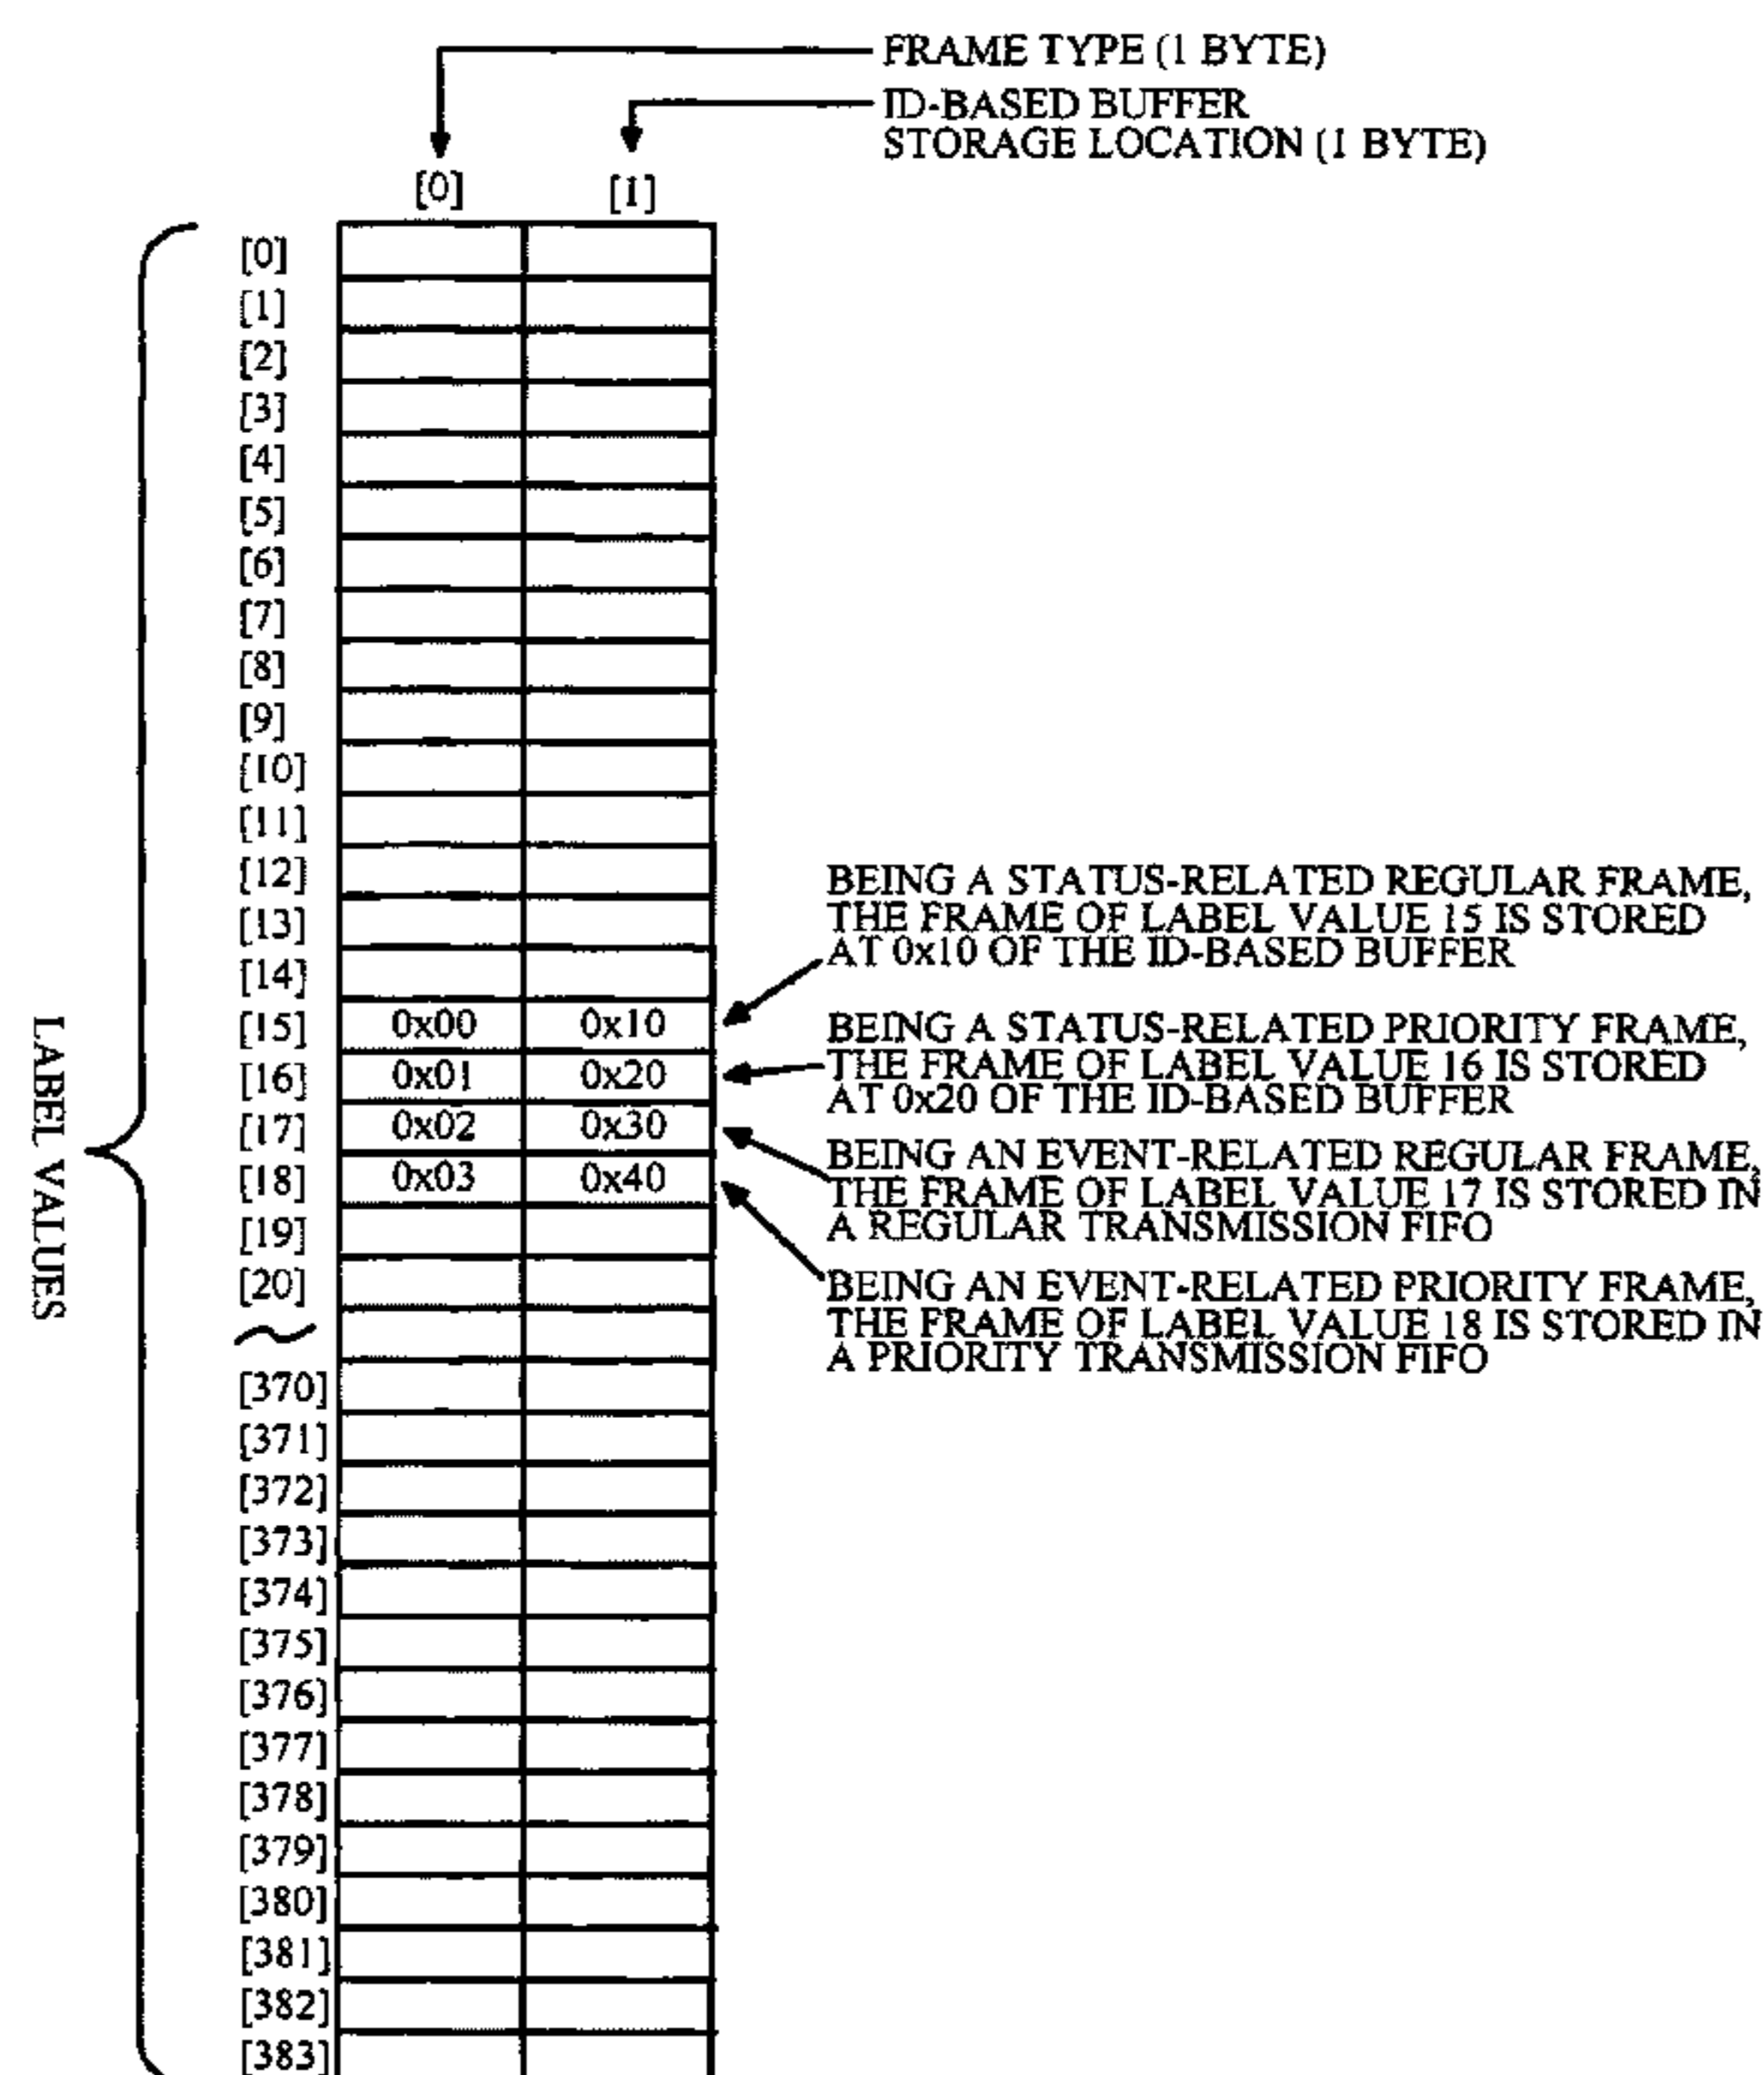 FRAME TYPE (1 BYTE)
ID-BASED BUFFER
STORAGE LOCATION (1 BYTE)
[0] [1]
[0]
[1]
[2]
[3]
[4]
[5]
[6]
[7]
[8]
[9]
[10]
[11]
[12]
[13]
[14]
[15] 0x00 0x10
[16] 0x01 0x20
[17] 0x02 0x30
[18] 0x03 0x40
[19]
[20]
[370]
[371]
[372]
[373]
[374]
[375]
[376]
[377]
[378]
[379]
[380]
[381]
[382]
[383]
LABEL VALUES
BEING A STATUS-RELATED REGULAR FRAME,
THE FRAME OF LABEL VALUE 15 IS STORED
AT 0x10 OF THE ID-BASED BUFFER
BEING A STATUS-RELATED PRIORITY FRAME,
THE FRAME OF LABEL VALUE 16 IS STORED
AT 0x20 OF THE ID-BASED BUFFER
BEING AN EVENT-RELATED REGULAR FRAME,
THE FRAME OF LABEL VALUE 17 IS STORED IN
A REGULAR TRANSMISSION FIFO
BEING AN EVENT-RELATED PRIORITY FRAME,
THE FRAME OF LABEL VALUE 18 IS STORED IN
A PRIORITY TRANSMISSION FIFO